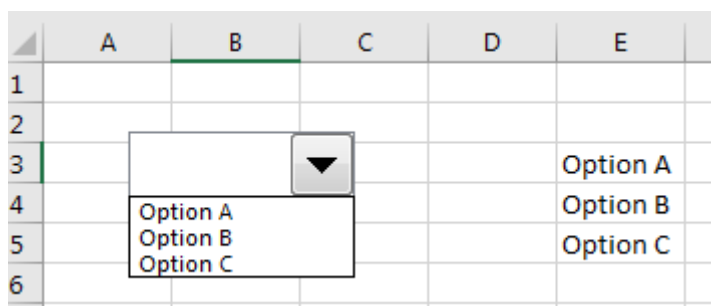 A B C D E
1
2
3 Option A
4 Option A Option B
5 Option B Option C
Option C
6